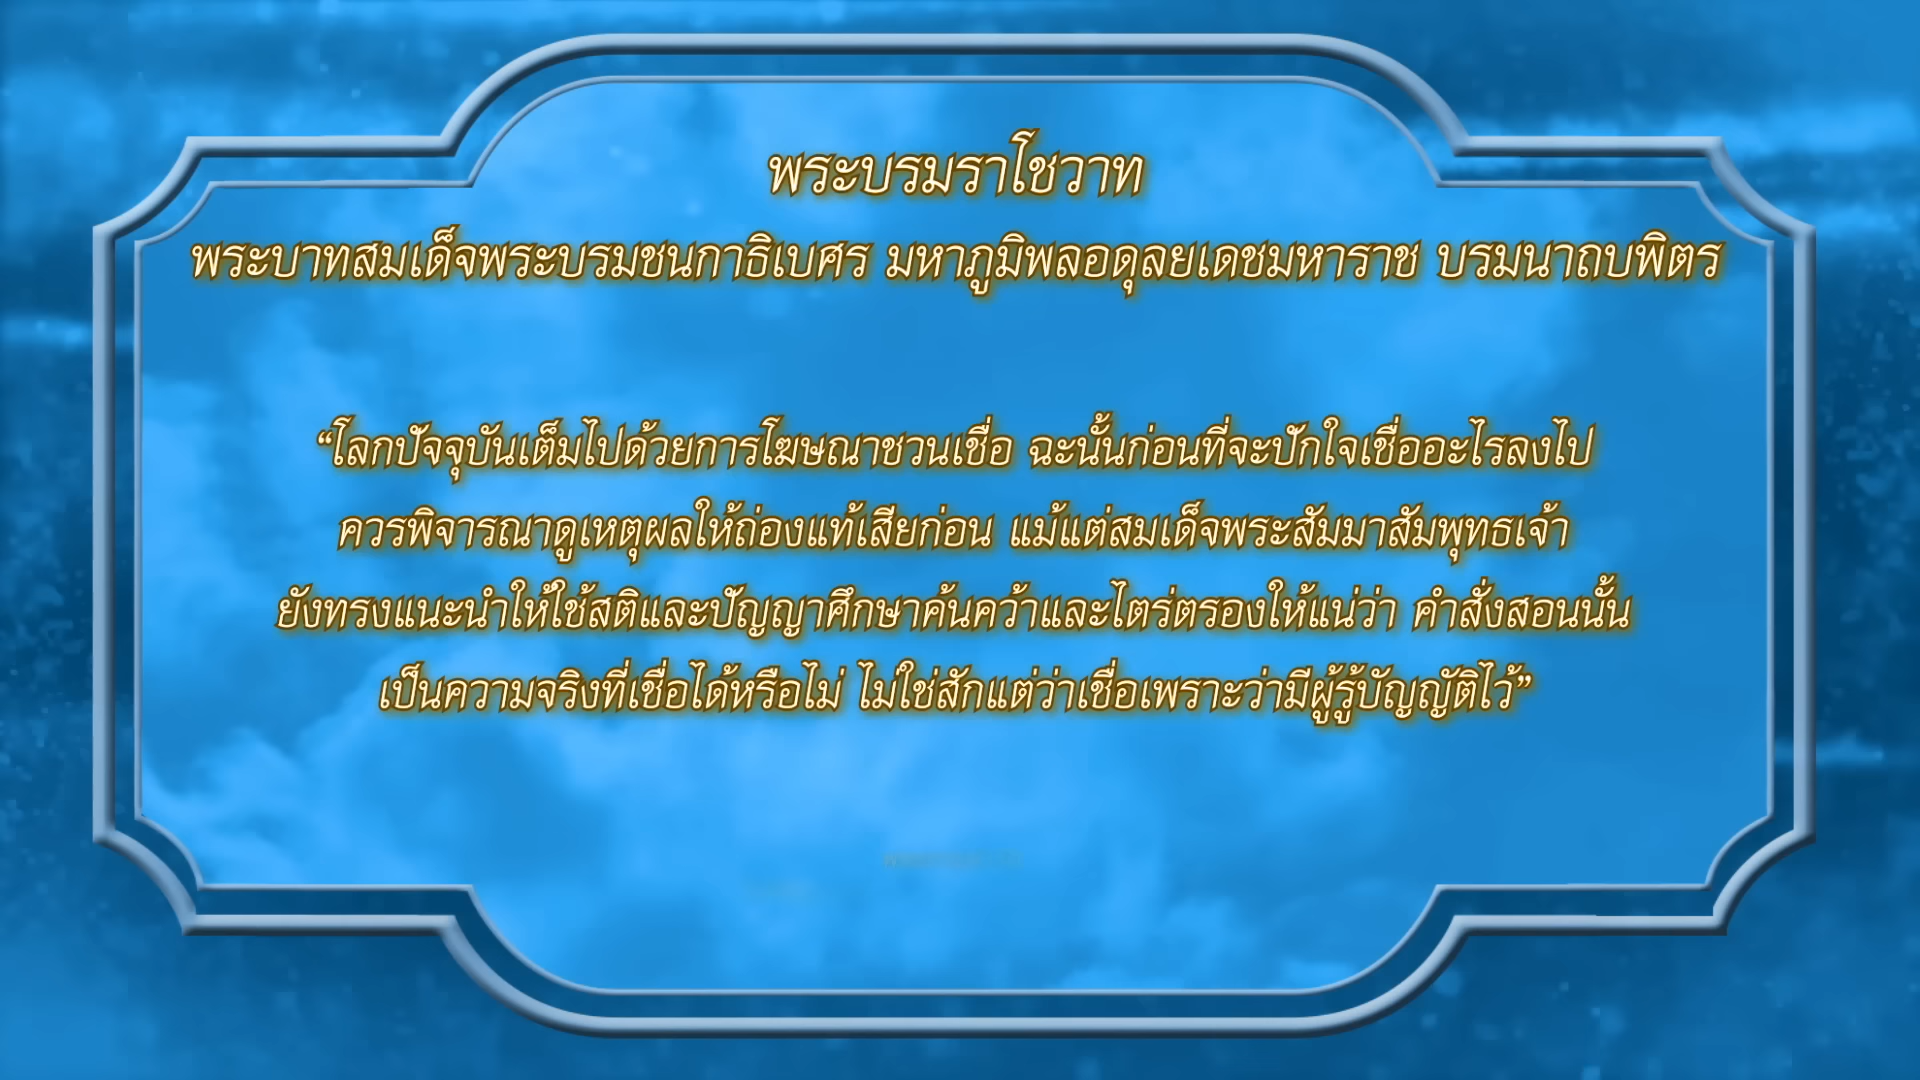 พระบรมราโชวาท
พระบาทสมเด็จพระบรมชนกาธิเบศร มหาภูมิพลอดุลยเดชมหาราช บรมนาถบพิตร
“โลกปัจจุบันเต็มไปด้วยการโฆษณาชวนเชื่อ ฉะนั้นก่อนที่จะปักใจเชื่ออะไรลงไป
ควรพิจารณาดูเหตุผลให้ถ่องแท้เสียก่อน แม้แต่สมเด็จพระสัมมาสัมพุทธเจ้า
ยังทรงแนะนำให้ใช้สติและปัญญาศึกษาค้นคว้าและไตร่ตรองให้แน่ว่า คำสั่งสอนนั้น
เป็นความจริงที่เชื่อได้หรือไม่ ไม่ใช่สักแต่ว่าเชื่อเพราะว่ามีผู้รู้บัญญัติไว้”